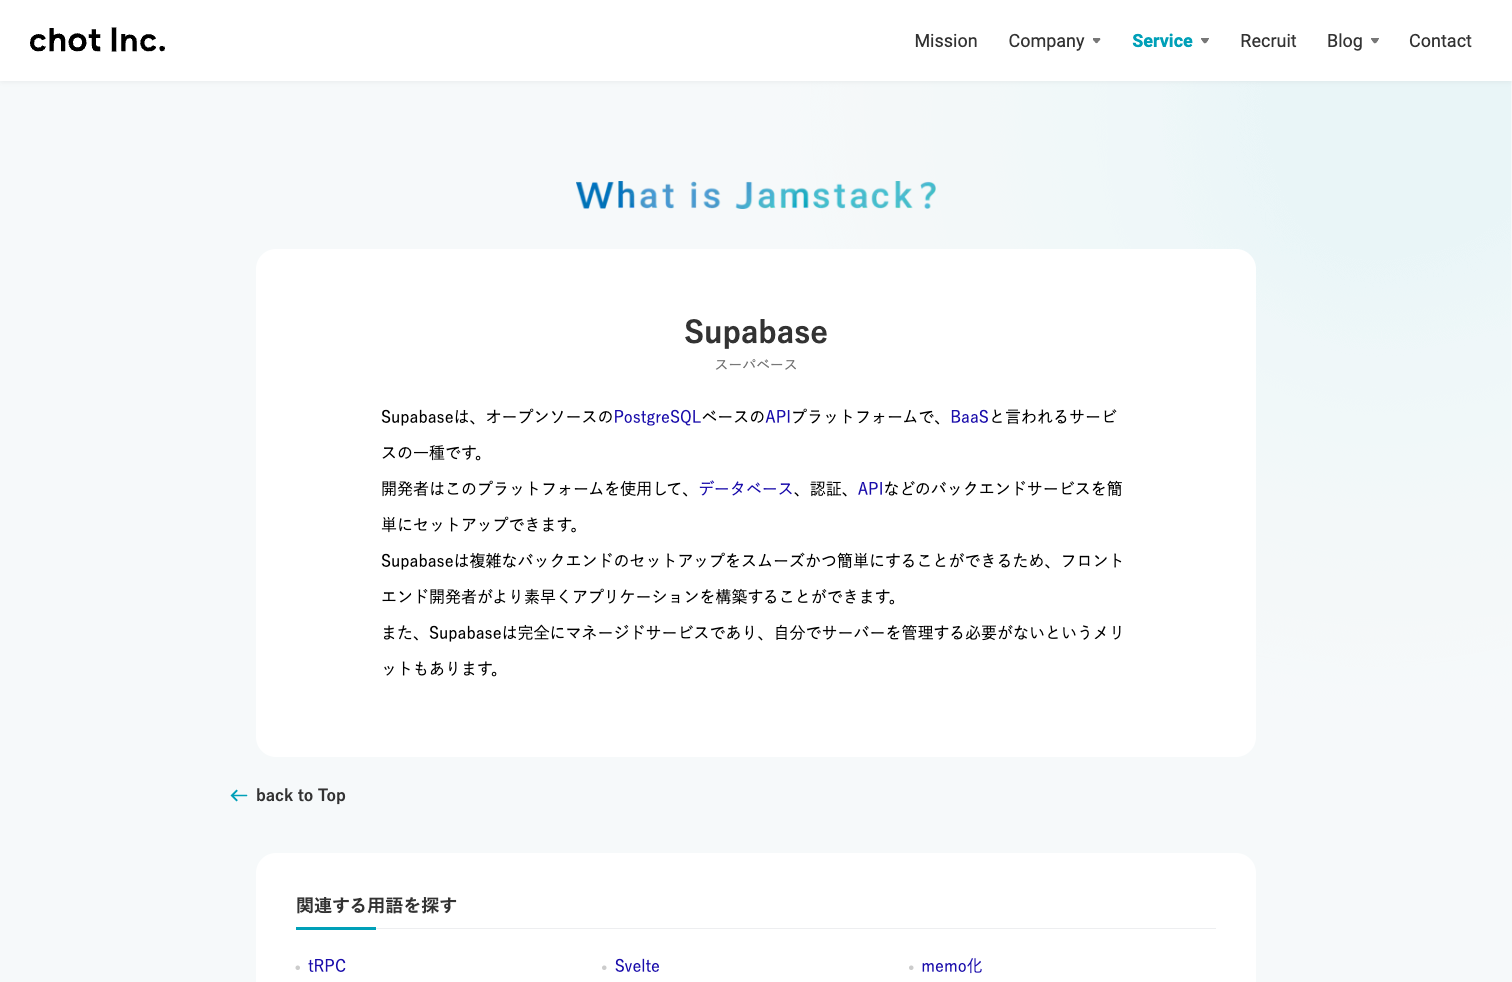 chot Inc.
Mission Company Service Recruit Blog Contact
What is Jamstack?
Supabase
スーパベース
Supabaseは、オープンソースのPostgreSQLベースのAPIプラットフォームで、BaaSと言われるサービ
スの一種です。
開発者はこのプラットフォームを使用して、データベース、認証、APIなどのバックエンドサービスを簡
単にセットアップできます。
Supabaseは複雑なバックエンドのセットアップをスムーズかつ簡単にすることができるため、フロント
エンド開発者がより素早くアプリケーションを構築することができます。
また、Supabaseは完全にマネージドサービスであり、自分でサーバーを管理する必要がないというメリ
ットもあります。
back to Top
関連する用語を探す
tRPC Svelte memo化